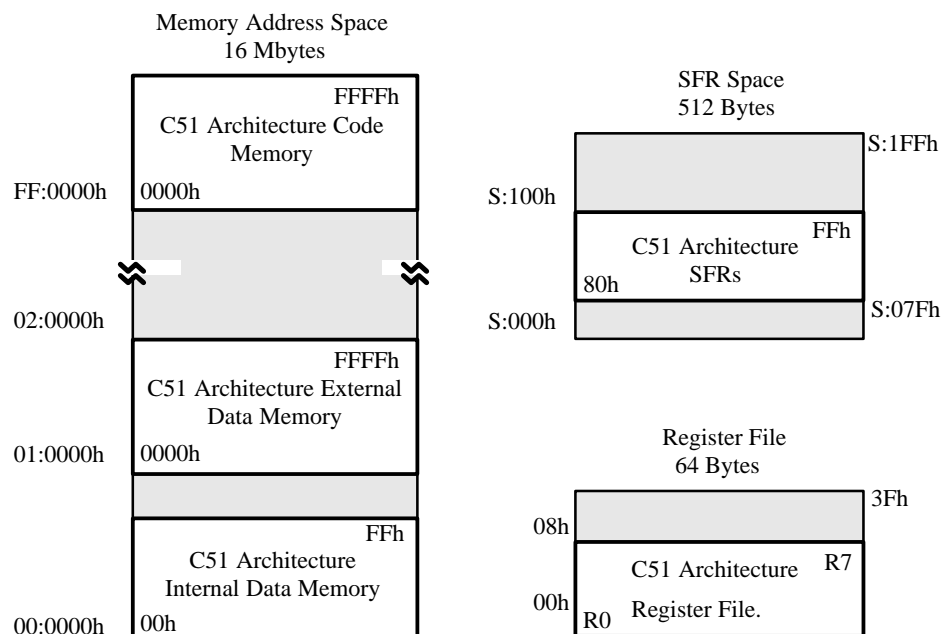 Memory Address Space
16 Mbytes
FFFFh
C51 Architecture Code
Memory
FF:0000h
0000h
02:0000h
FFFFh
C51 Architecture External
Data Memory
01:0000h
0000h
FFh
C51 Architecture
Internal Data Memory
00:0000h
00h
SFR Space
512 Bytes
S:1FFh
S:100h
FFh
C51 Architecture
SFRs
80h
S:000h
S:07Fh
Register File
64 Bytes
3Fh
08h
R7
C51 Architecture
00h
Register File.
R0